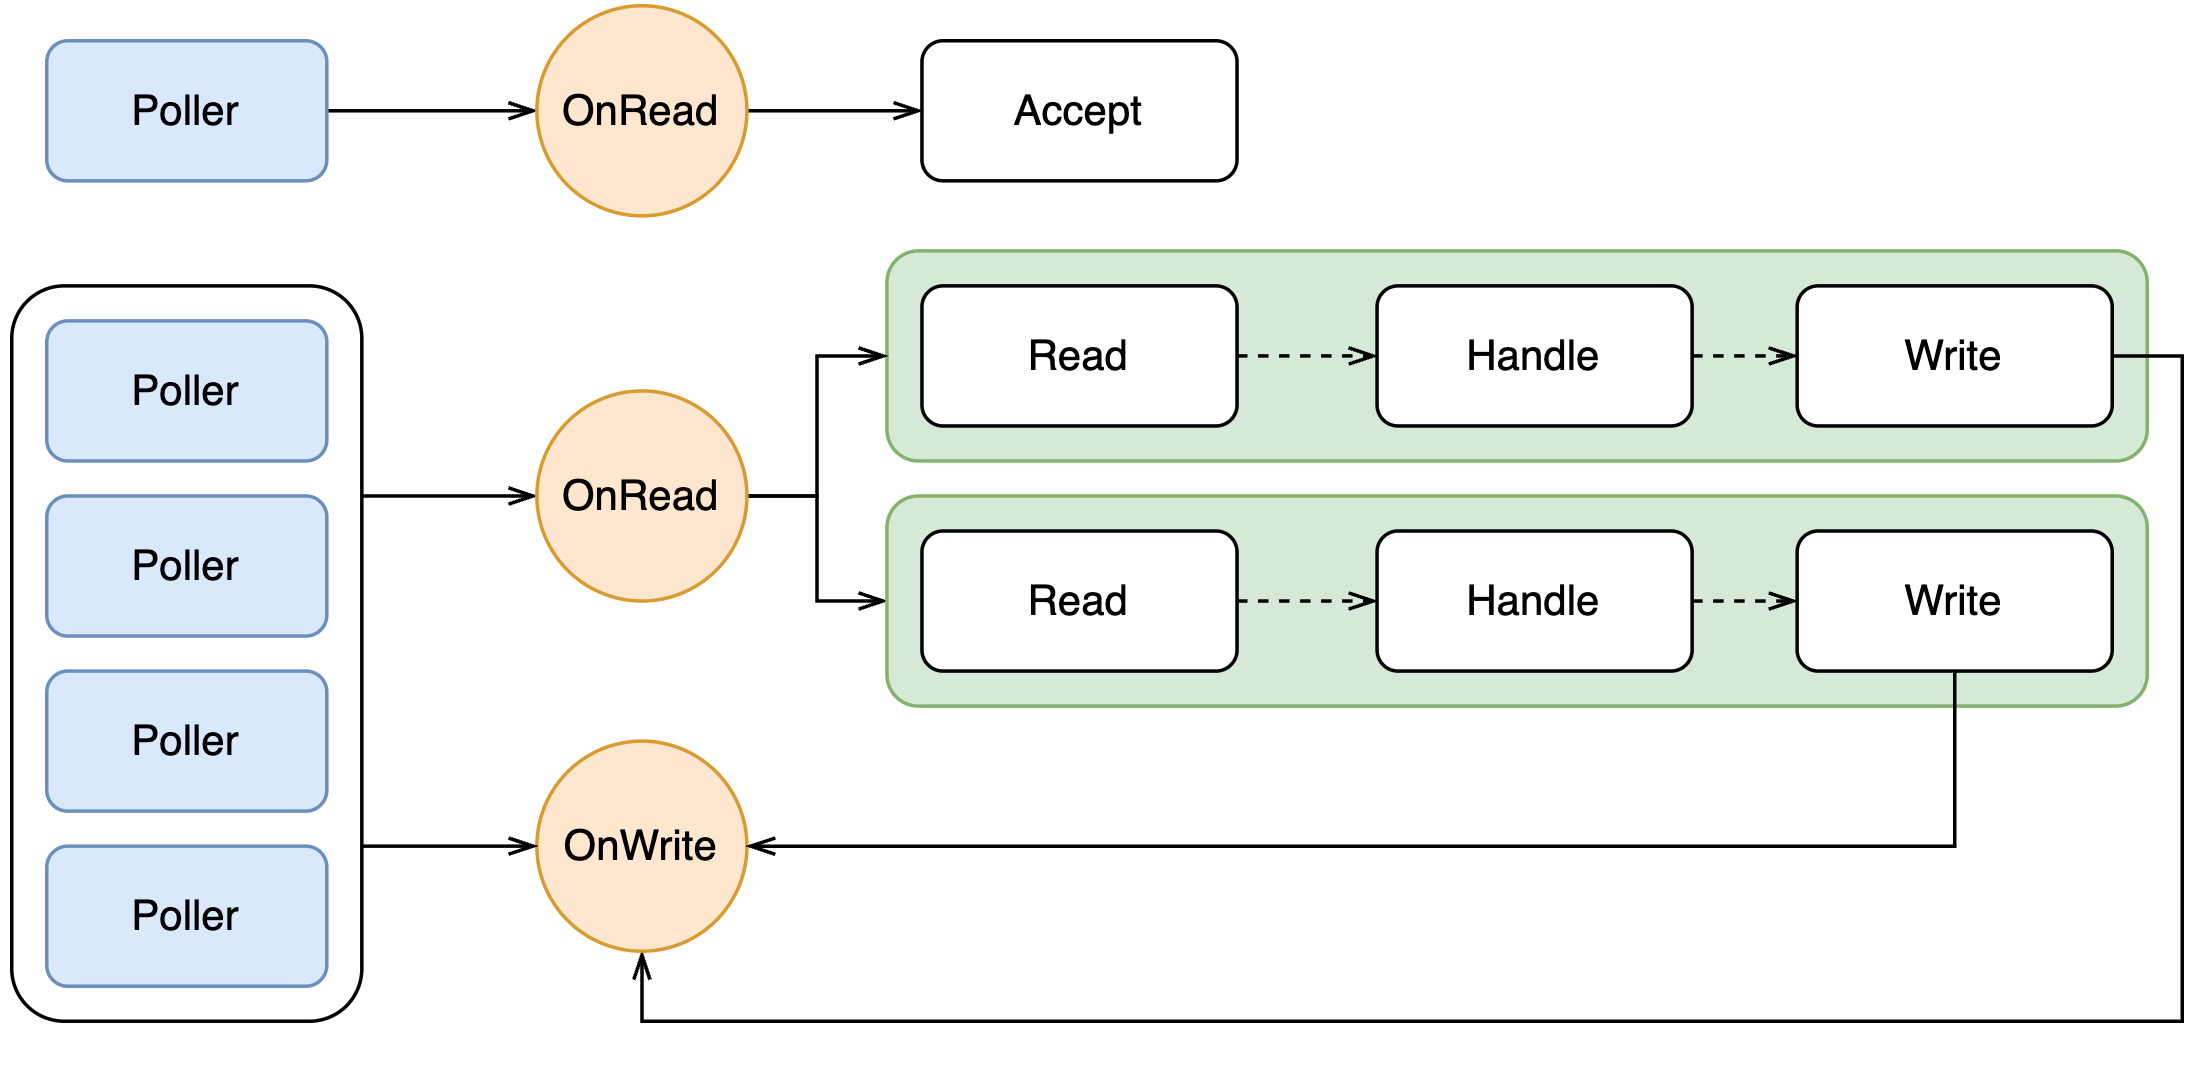 Poller
OnRead
Accept
Poller
Poller
Poller
Poller
OnRead
OnWrite
Read
Handle
Write
Read
Handle
Write